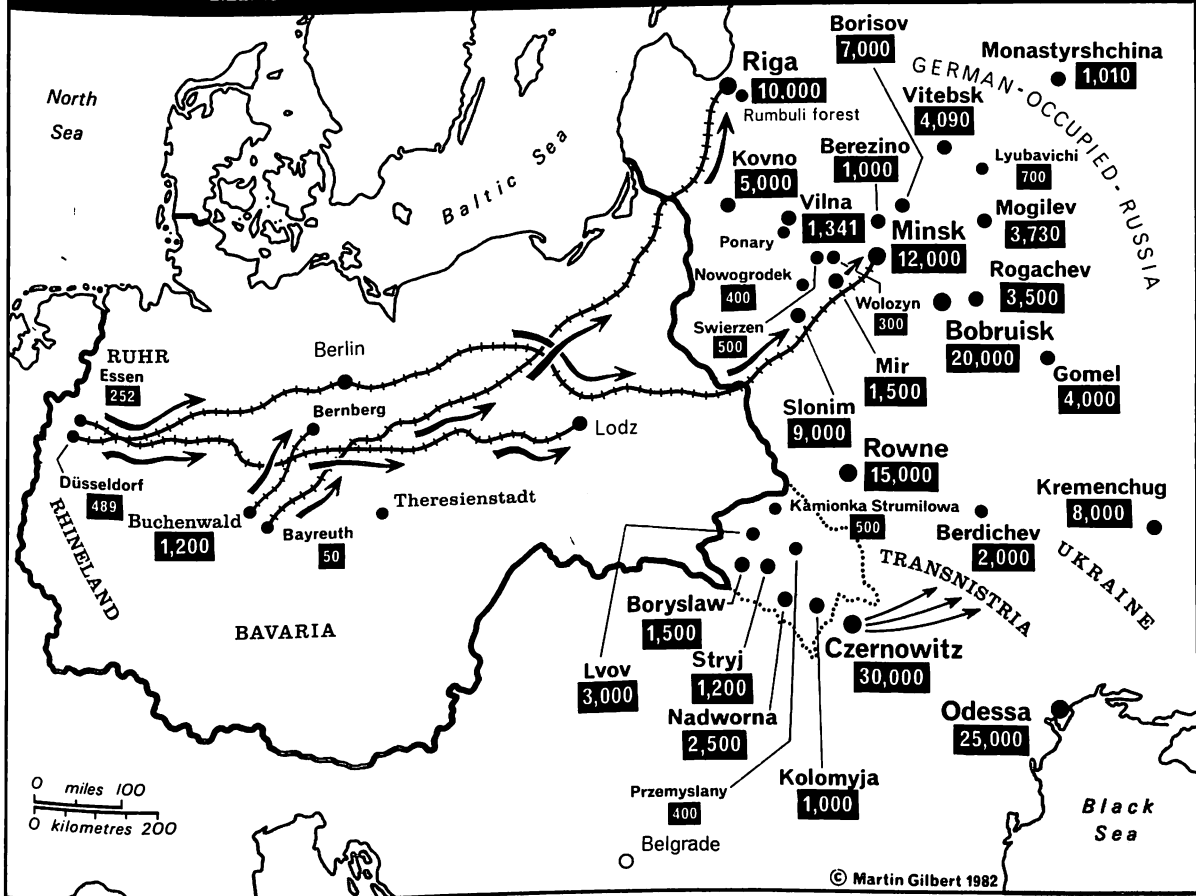 Borisov
7,000
Monastyrshchina
1,010
GERMAN-OCCUPIED-RUSSIA
North
Sea
Riga
10,000
Rumbuli forest
Vitebsk
4,090
Baltic Sea
Kovno
5,000
Berezino
1,000
Lyubavichi
700
Vilna
1,341
Ponary
Minsk
12,000
Mogilev
3,730
Nowogrodek
400
Wolozyn
300
Rogachev
3,500
Swierzen
500
Bobruisk
20,000
Mir
1,500
Gomel
4,000
RUHR
Essen
252
Berlin
Bernberg
Lodz
Slonim
9,000
Rowne
15,000
Düsseldorf
489
RHINELAND
Buchenwald
1,200
Bayreuth
50
Theresienstadt
Kamionka Strumilowa
500
Kremenchug
8,000
Berdichev
2,000
UKRAINE
TRANSNISTRIA
BAVARIA
Boryslaw
1,500
Lvov
3,000
Stryj
1,200
Czernowitz
30,000
Nadworna
2,500
Odessa
25,000
Przemyslany
400
Kolomyja
1,000
0 miles 100
0 kilometres 200
Black
Sea
Belgrade
© Martin Gilbert 1982